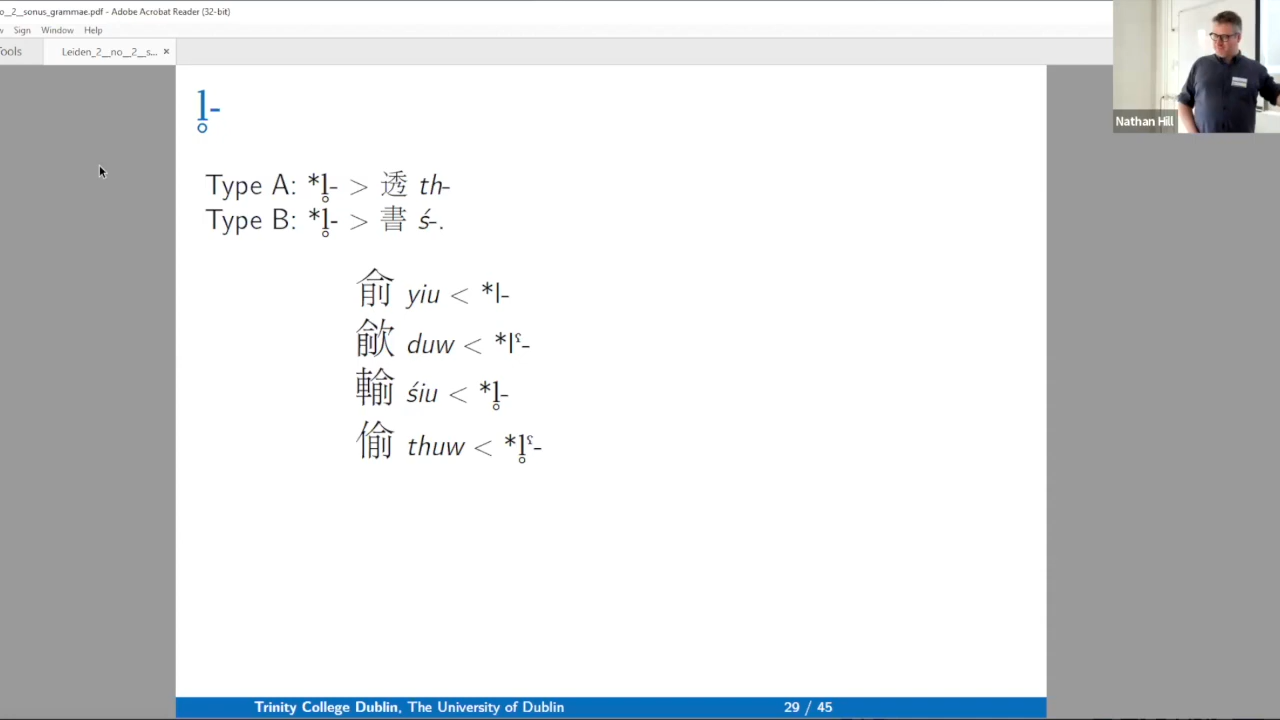 o__2__sonus_grammae.pdf - Adobe Acrobat Reader (32-bit)
w Sign Window Help
Tools Leiden_2__no__2__s... ×
l̥-
Type A: *l̥- > 透 th-
Type B: *l̥- > 書 ś-.
俞 yiu < *l-
歈 duw < *lˤ-
輸 śiu < *l̥-
偷 thuw < *l̥ˤ-
Nathan Hill
Trinity College Dublin, The University of Dublin 29 / 45